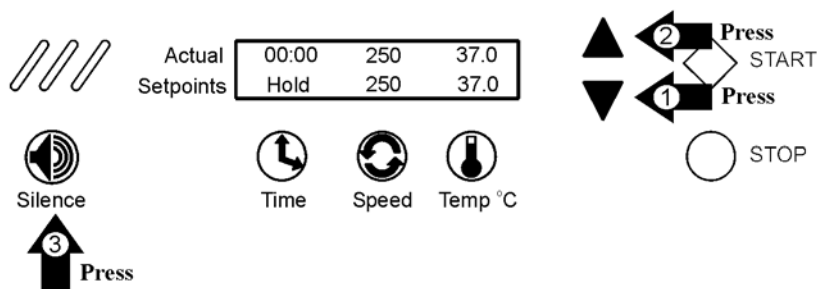 Actual 00:00 250 37.0
Setpoints Hold 250 37.0
2 Press
START
1 Press
STOP
Silence Time Speed Temp °C
3
Press